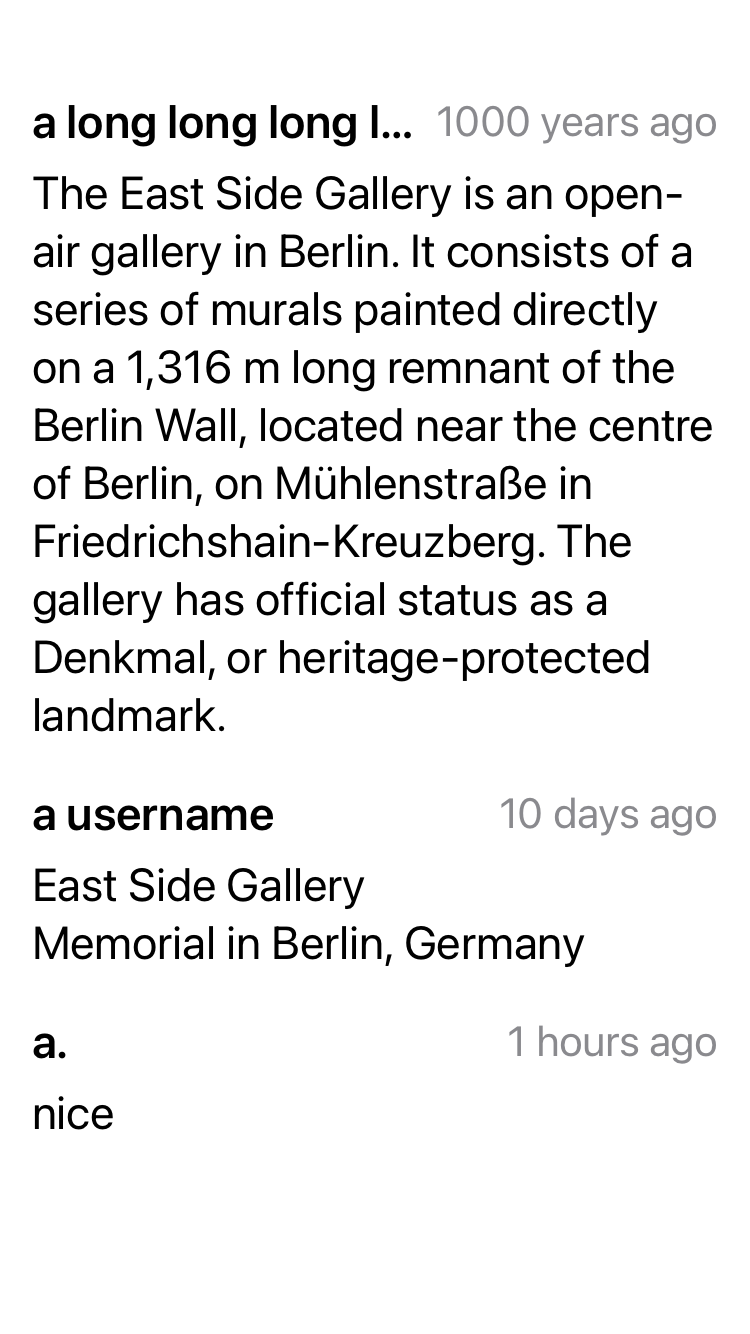 a long long long l... 1000 years ago
The East Side Gallery is an open-
air gallery in Berlin. It consists of a
series of murals painted directly
on a 1,316 m long remnant of the
Berlin Wall, located near the centre
of Berlin, on Mühlenstraße in
Friedrichshain-Kreuzberg. The
gallery has official status as a
Denkmal, or heritage-protected
landmark.
a username 10 days ago
East Side Gallery
Memorial in Berlin, Germany
a. 1 hours ago
nice